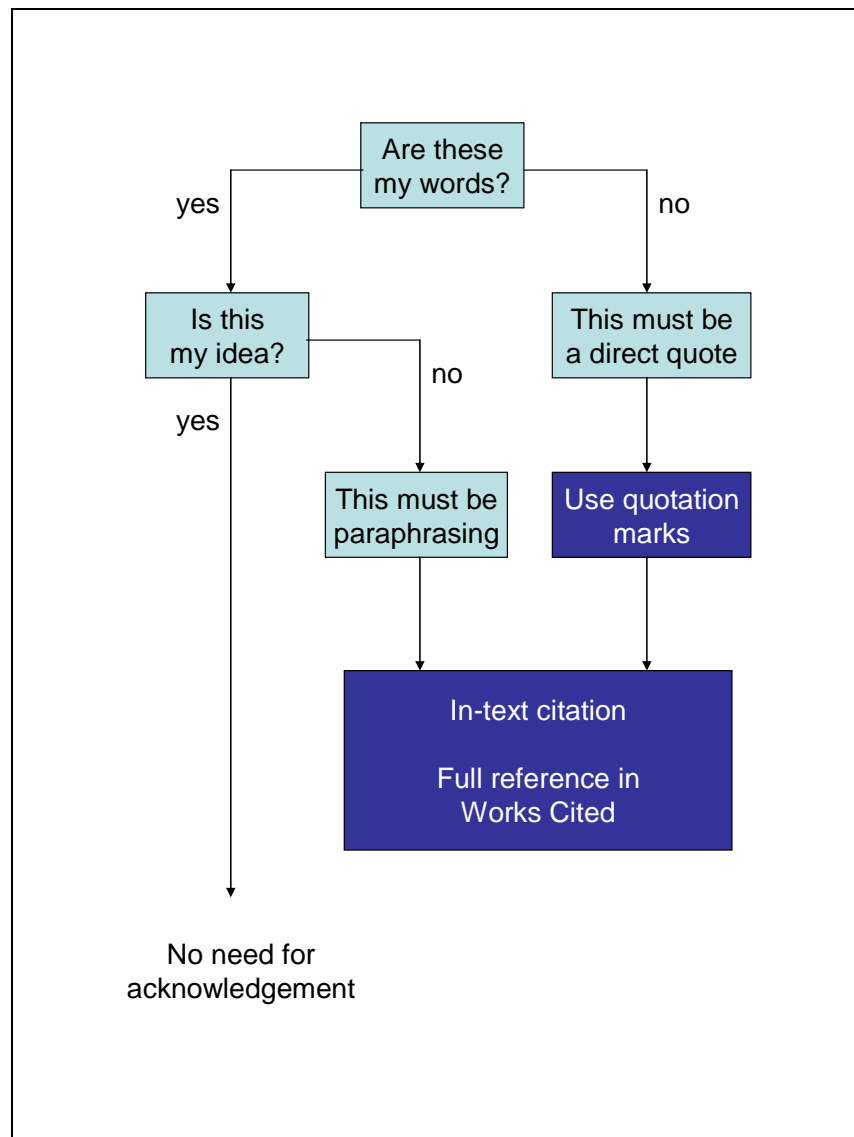 Are these
my words?
yes
no
Is this
my idea?
This must be
a direct quote
no
yes
This must be
paraphrasing
Use quotation
marks
In-text citation
Full reference in
Works Cited
No need for
acknowledgement